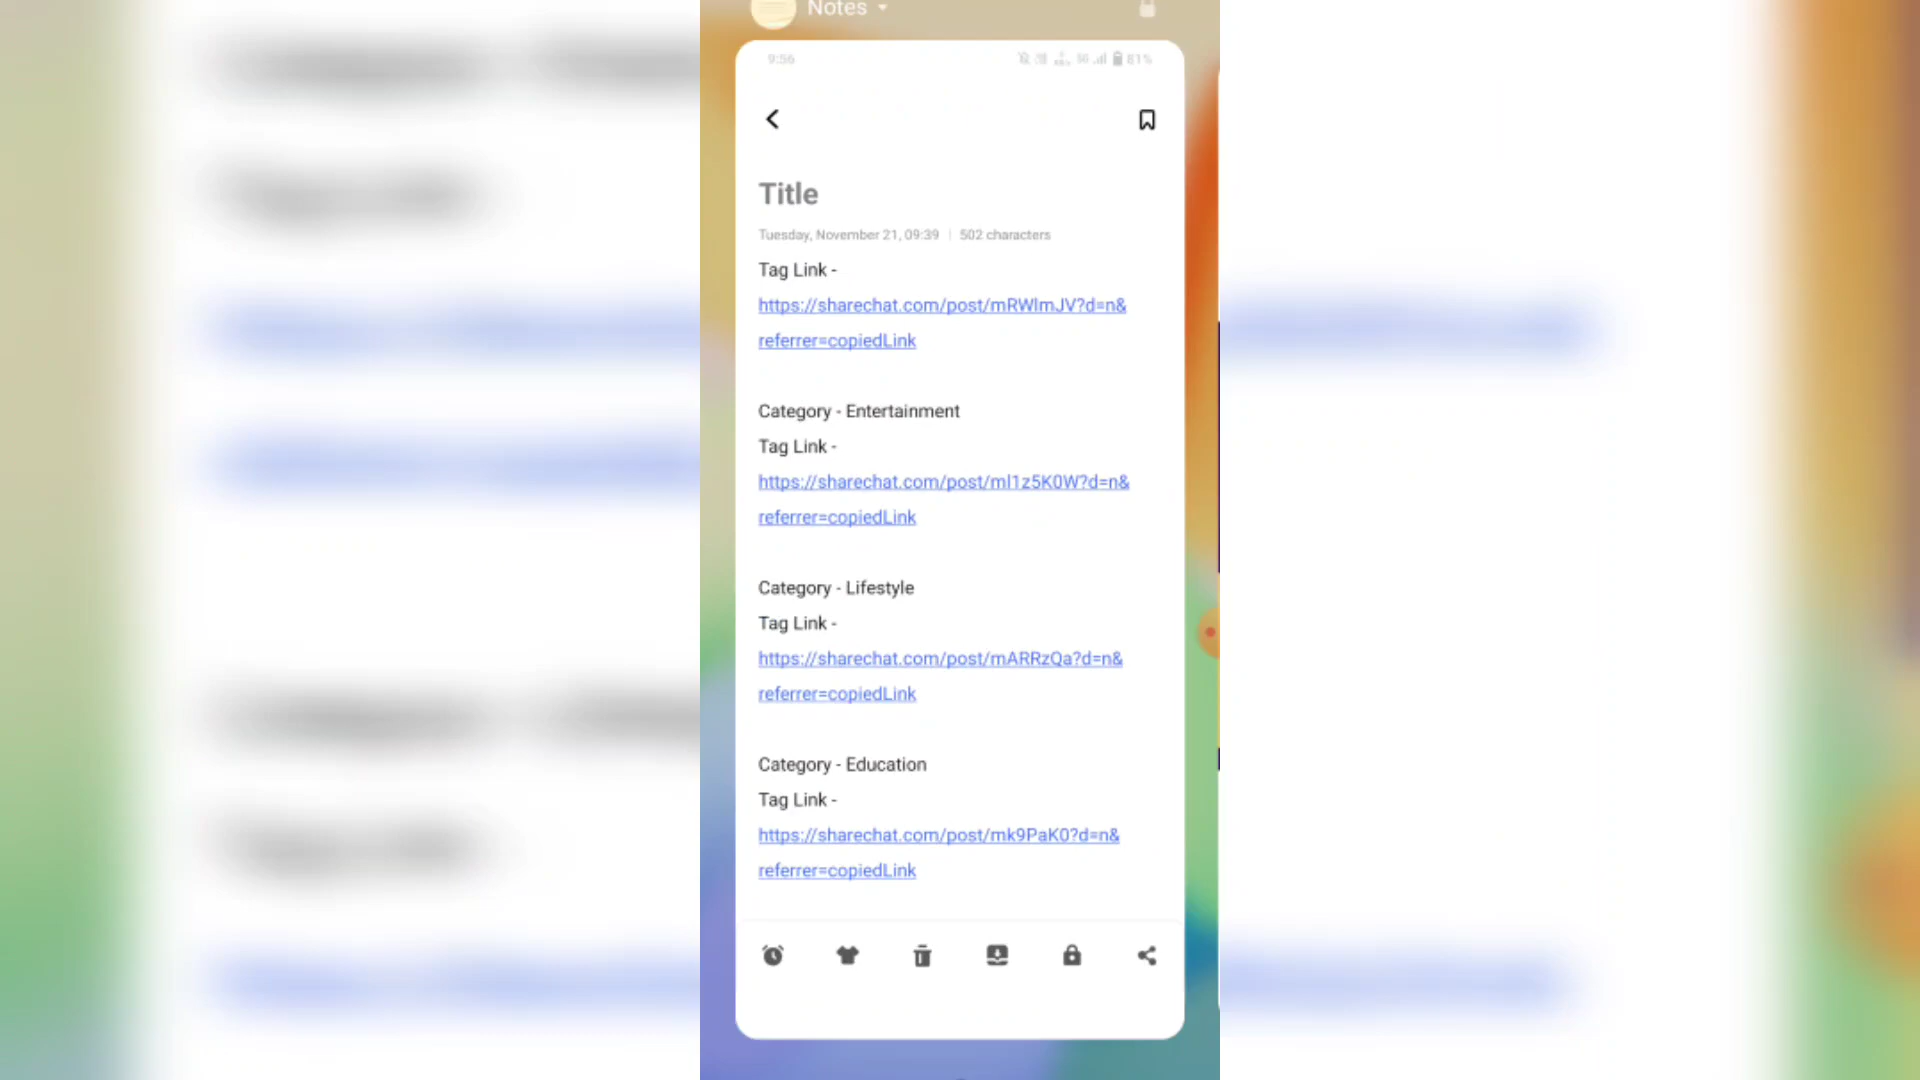 Notes
9:56
81%
Title
Tuesday, November 21, 09:39 | 502 characters
Tag Link -
https://sharechat.com/post/mRWlmJV?d=n&
referrer=copiedLink
Category - Entertainment
Tag Link -
https://sharechat.com/post/ml1z5K0W?d=n&
referrer=copiedLink
Category - Lifestyle
Tag Link -
https://sharechat.com/post/mARRzQa?d=n&
referrer=copiedLink
Category - Education
Tag Link -
https://sharechat.com/post/mk9PaK0?d=n&
referrer=copiedLink